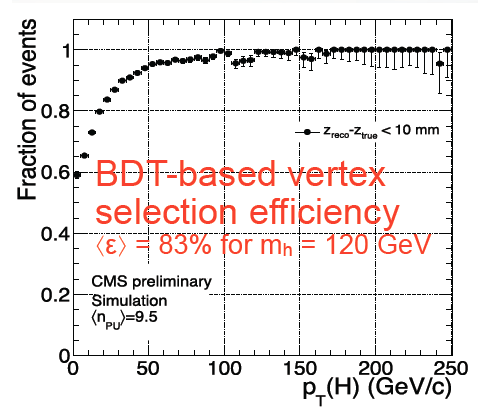 Fraction of events
1
0.8
0.6
0.4
0.2
0
z_reco-z_true < 10 mm
BDT-based vertex
selection efficiency
⟨ε⟩ = 83% for m_h = 120 GeV
CMS preliminary
Simulation
⟨n_PU⟩=9.5
0 50 100 150 200 250
p_T(H) (GeV/c)